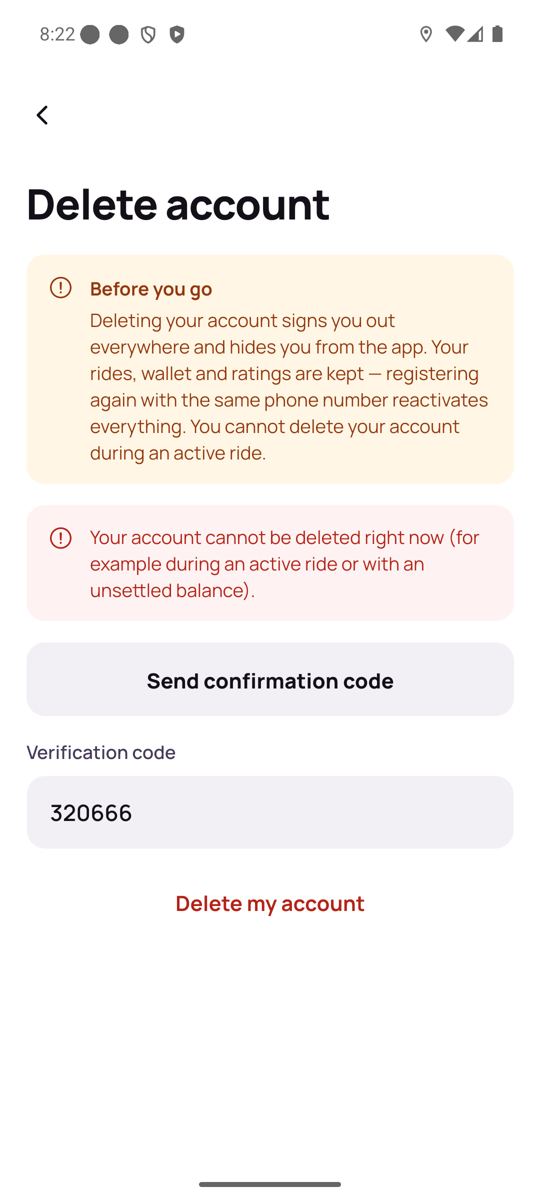 8:22
Delete account
Before you go
Deleting your account signs you out
everywhere and hides you from the app. Your
rides, wallet and ratings are kept — registering
again with the same phone number reactivates
everything. You cannot delete your account
during an active ride.
Your account cannot be deleted right now (for
example during an active ride or with an
unsettled balance).
Send confirmation code
Verification code
320666
Delete my account